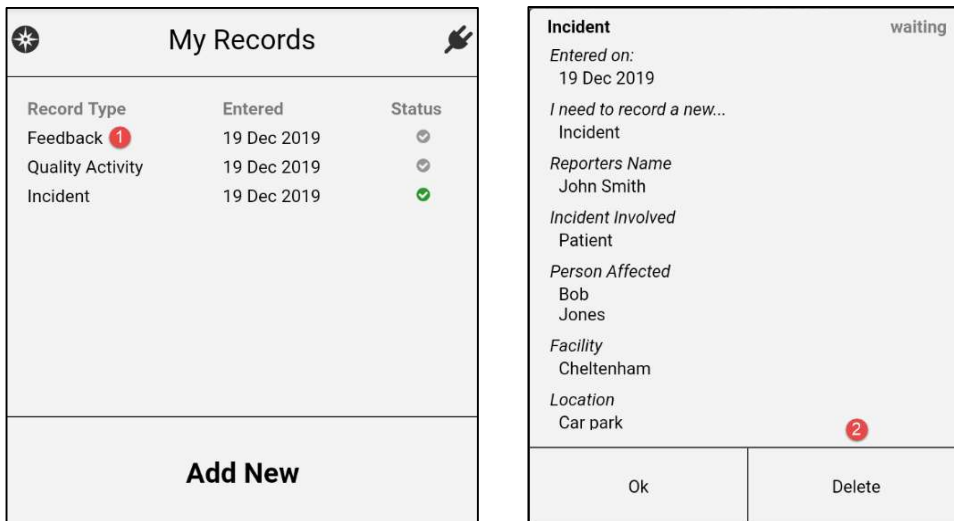 My Records
Record Type Entered Status
Feedback 1 19 Dec 2019
Quality Activity 19 Dec 2019
Incident 19 Dec 2019
Add New
Incident waiting
Entered on:
19 Dec 2019
I need to record a new...
Incident
Reporters Name
John Smith
Incident Involved
Patient
Person Affected
Bob
Jones
Facility
Cheltenham
Location
Car park
2
Ok Delete